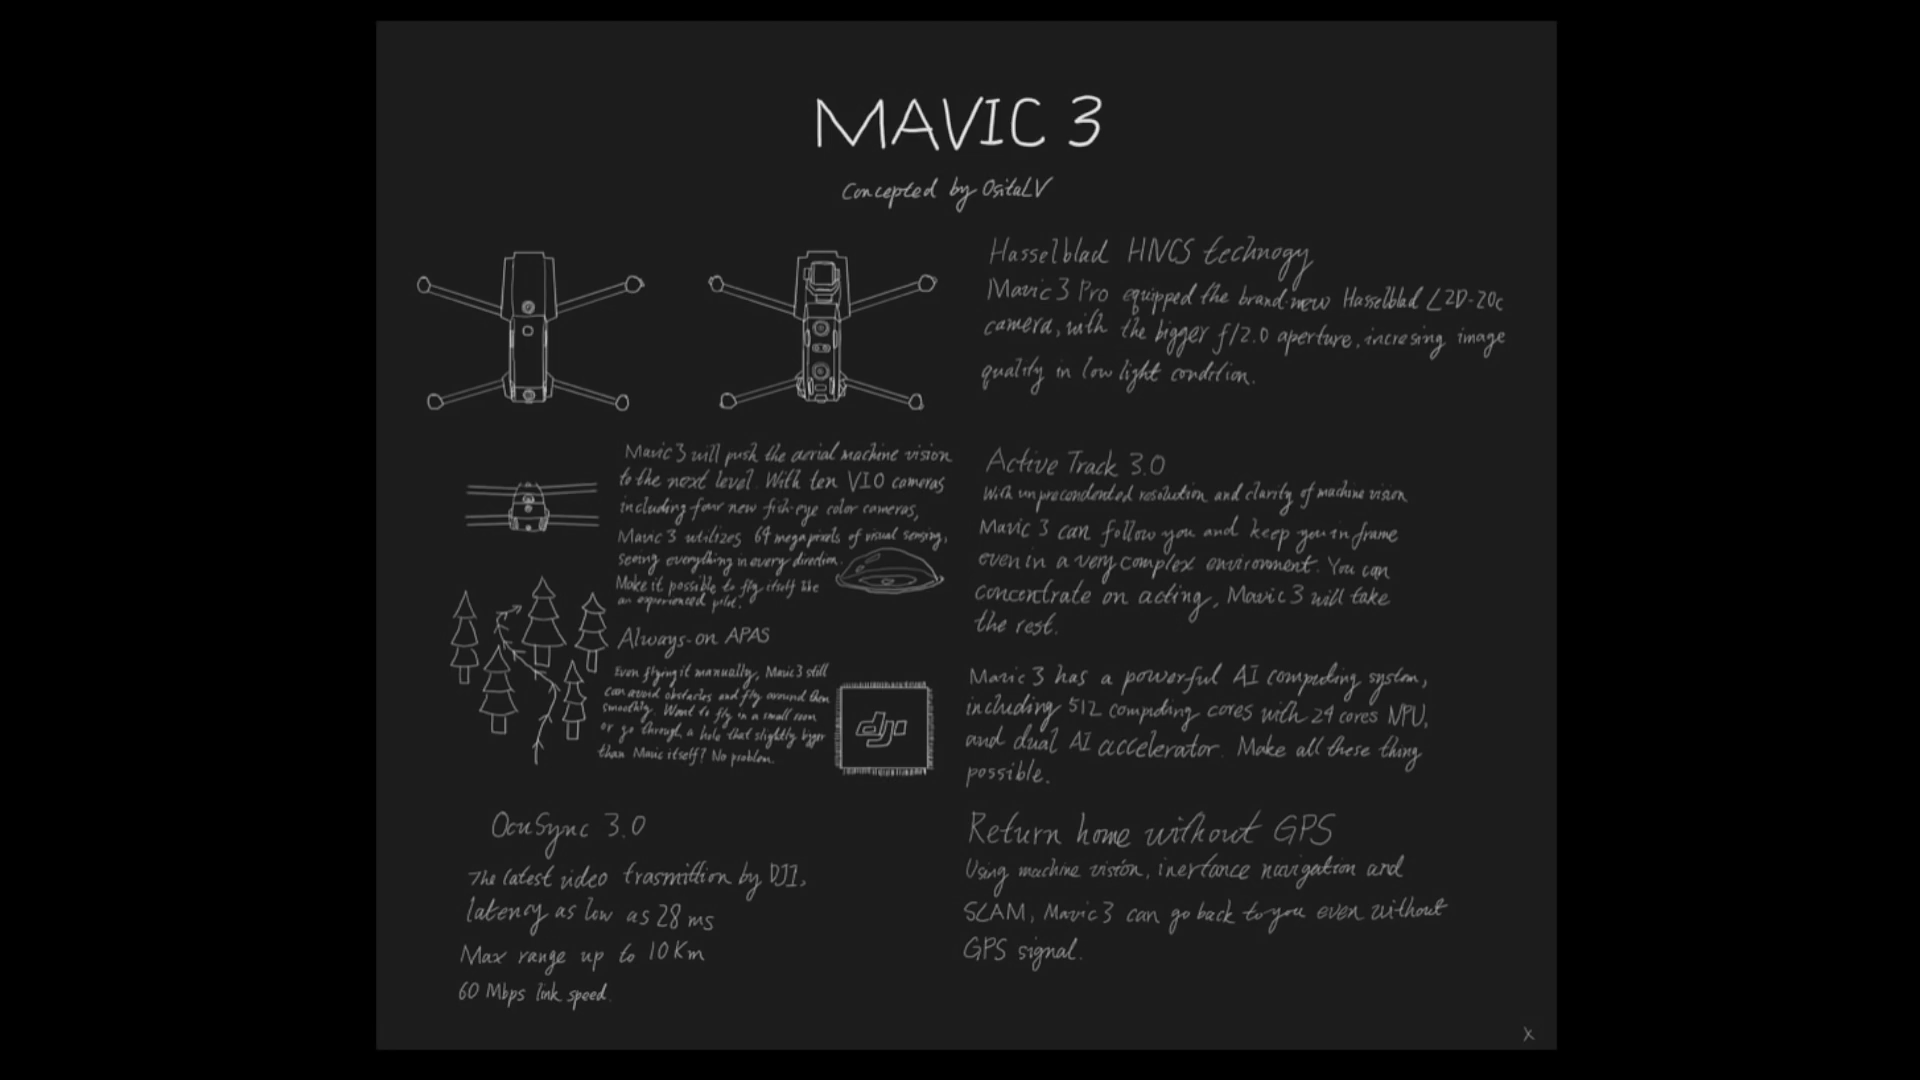 MAVIC 3
Concepted by OsitaLV
Hasselblad HNCS technogy
Mavic 3 Pro equipped the brand-new Hasselblad L2D-20c
camera, with the bigger f/2.0 aperture, incresing image
quality in low light condition.
Mavic 3 will push the aerial machine vision
to the next level. With ten VIO cameras
including four new fish-eye color cameras,
Mavic 3 utilizes 64 megapixels of visual sensing,
seeing everything in every direction.
Make it possible to fly itself like
an experienced pilot.
Always-on APAS
Even flying it manually, Mavic 3 still
can avoid obstacles and fly around them
smoothly. Want to fly in a small room
or go through a hole that slightly bigger
than Mavic itself? No problem.
dji
OcuSync 3.0
The latest video trasmittion by DJI,
latency as low as 28 ms
Max range up to 10 Km
60 Mbps link speed.
Active Track 3.0
With unprecendented resolution and clarity of machine vision
Mavic 3 can follow you and keep you in frame
even in a very complex environment. You can
concentrate on acting, Mavic 3 will take
the rest.
Mavic 3 has a powerful AI computing system,
including 512 computing cores with 24 cores NPU,
and dual AI accelerator. Make all these thing
possible.
Return home without GPS
Using machine vision, inertance navigation and
SLAM, Mavic 3 can go back to you even without
GPS signal.
X